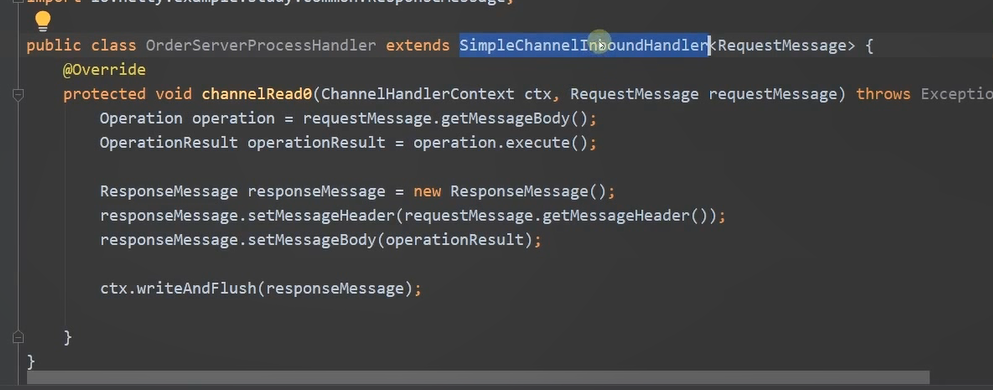 import io.netty.example.study.common.ResponseMessage;
public class OrderServerProcessHandler extends SimpleChannelInboundHandler<RequestMessage> {
@Override
protected void channelRead0(ChannelHandlerContext ctx, RequestMessage requestMessage) throws Exceptio
Operation operation = requestMessage.getMessageBody();
OperationResult operationResult = operation.execute();
ResponseMessage responseMessage = new ResponseMessage();
responseMessage.setMessageHeader(requestMessage.getMessageHeader());
responseMessage.setMessageBody(operationResult);
ctx.writeAndFlush(responseMessage);
}
}